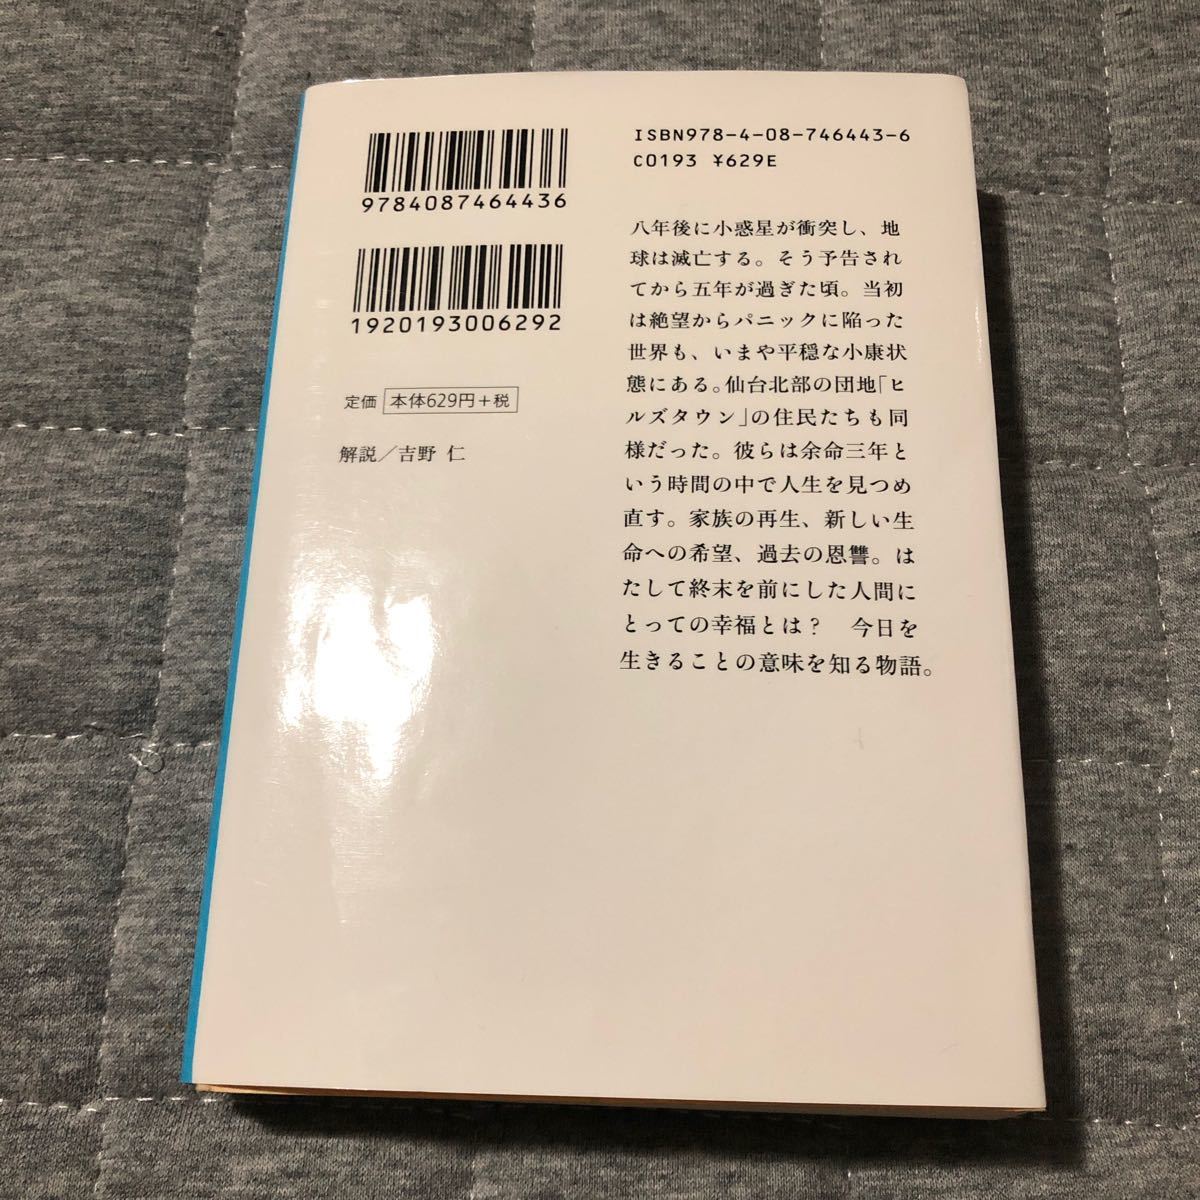 9784087464436
1920193006292
定価 本体629円+税
解説/吉野 仁
ISBN978-4-08-746443-6
C0193 ¥629E
八年後に小惑星が衝突し、地
球は滅亡する。そう予告され
てから五年が過ぎた頃。当初
は絶望からパニックに陥った
世界も、いまや平穏な小康状
態にある。仙台北部の団地「ヒ
ルズタウン」の住民たちも同
様だった。彼らは余命三年と
いう時間の中で人生を見つめ
直す。家族の再生、新しい生
命への希望、過去の恩讐。は
たして終末を前にした人間に
とっての幸福とは? 今日を
生きることの意味を知る物語。